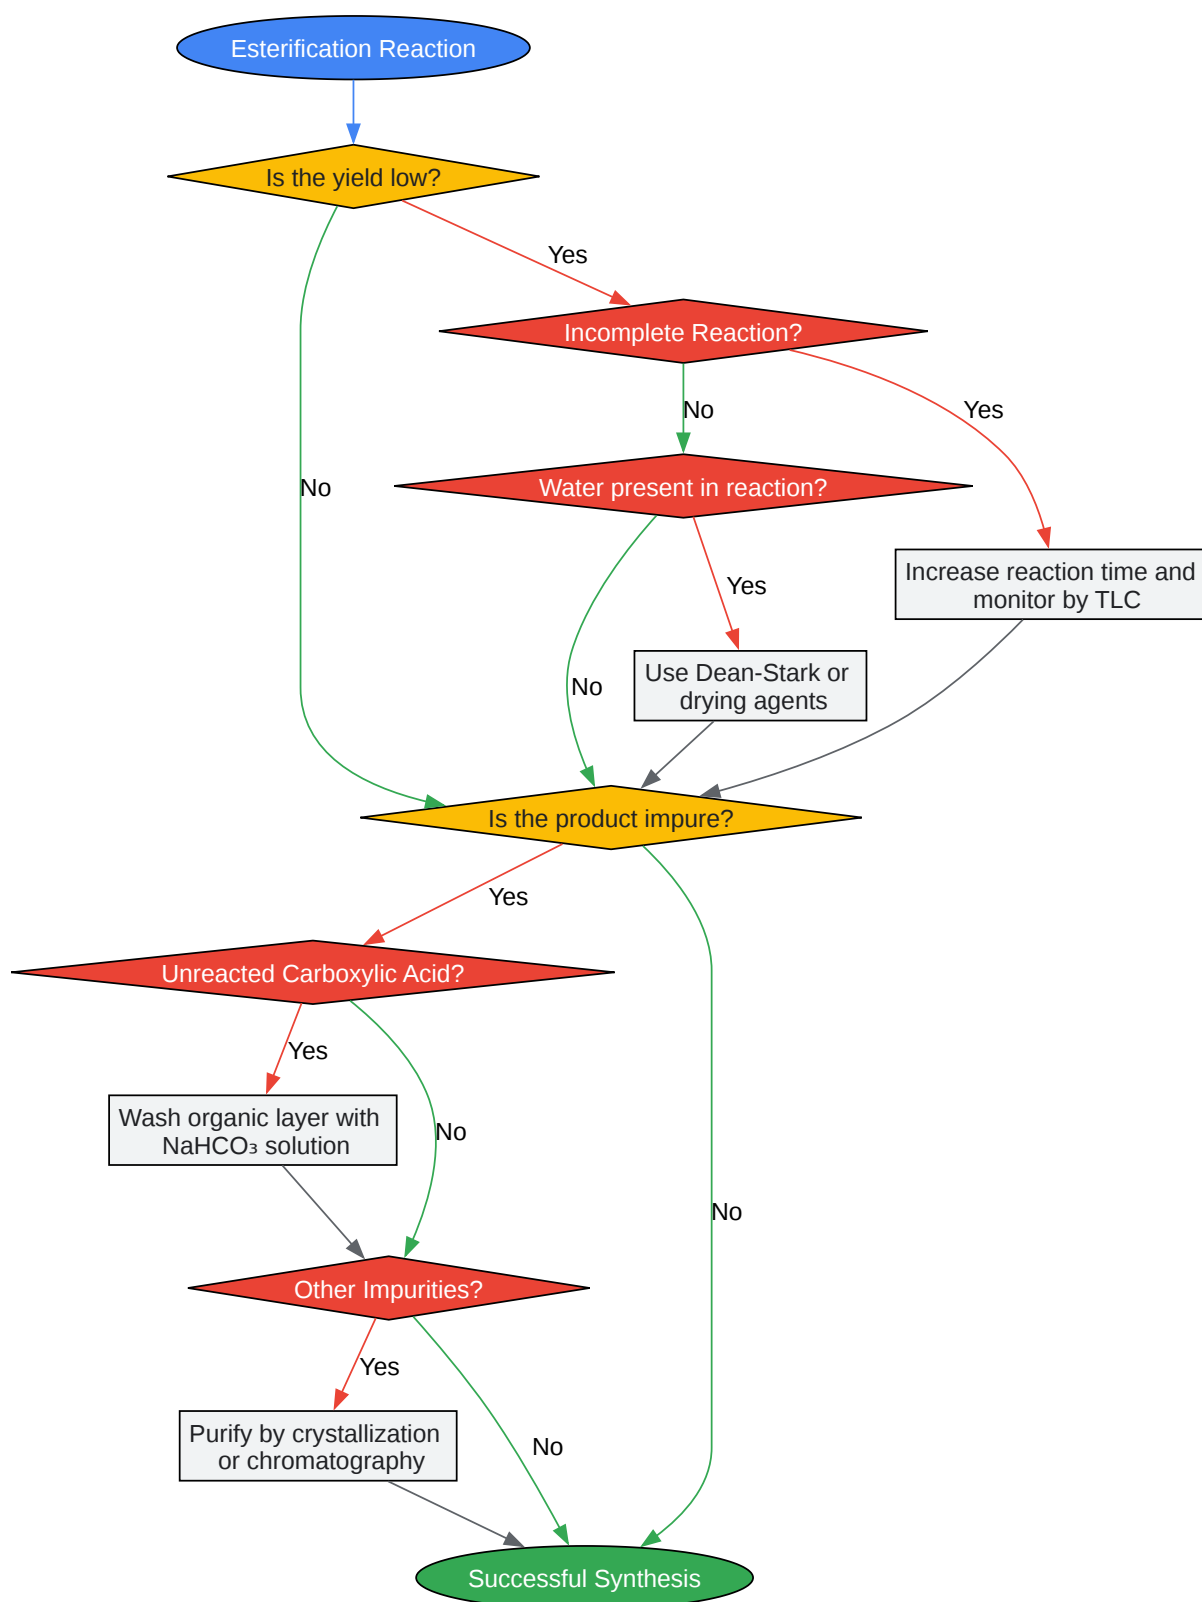 Esterification Reaction
Is the yield low?
Yes
Incomplete Reaction?
No
Yes
No
Water present in reaction?
Yes
Increase reaction time and
monitor by TLC
No
Use Dean-Stark or
drying agents
Is the product impure?
Yes
Unreacted Carboxylic Acid?
Yes
Wash organic layer with
NaHCO₃ solution
No
No
Other Impurities?
Yes
Purify by crystallization
or chromatography
No
Successful Synthesis